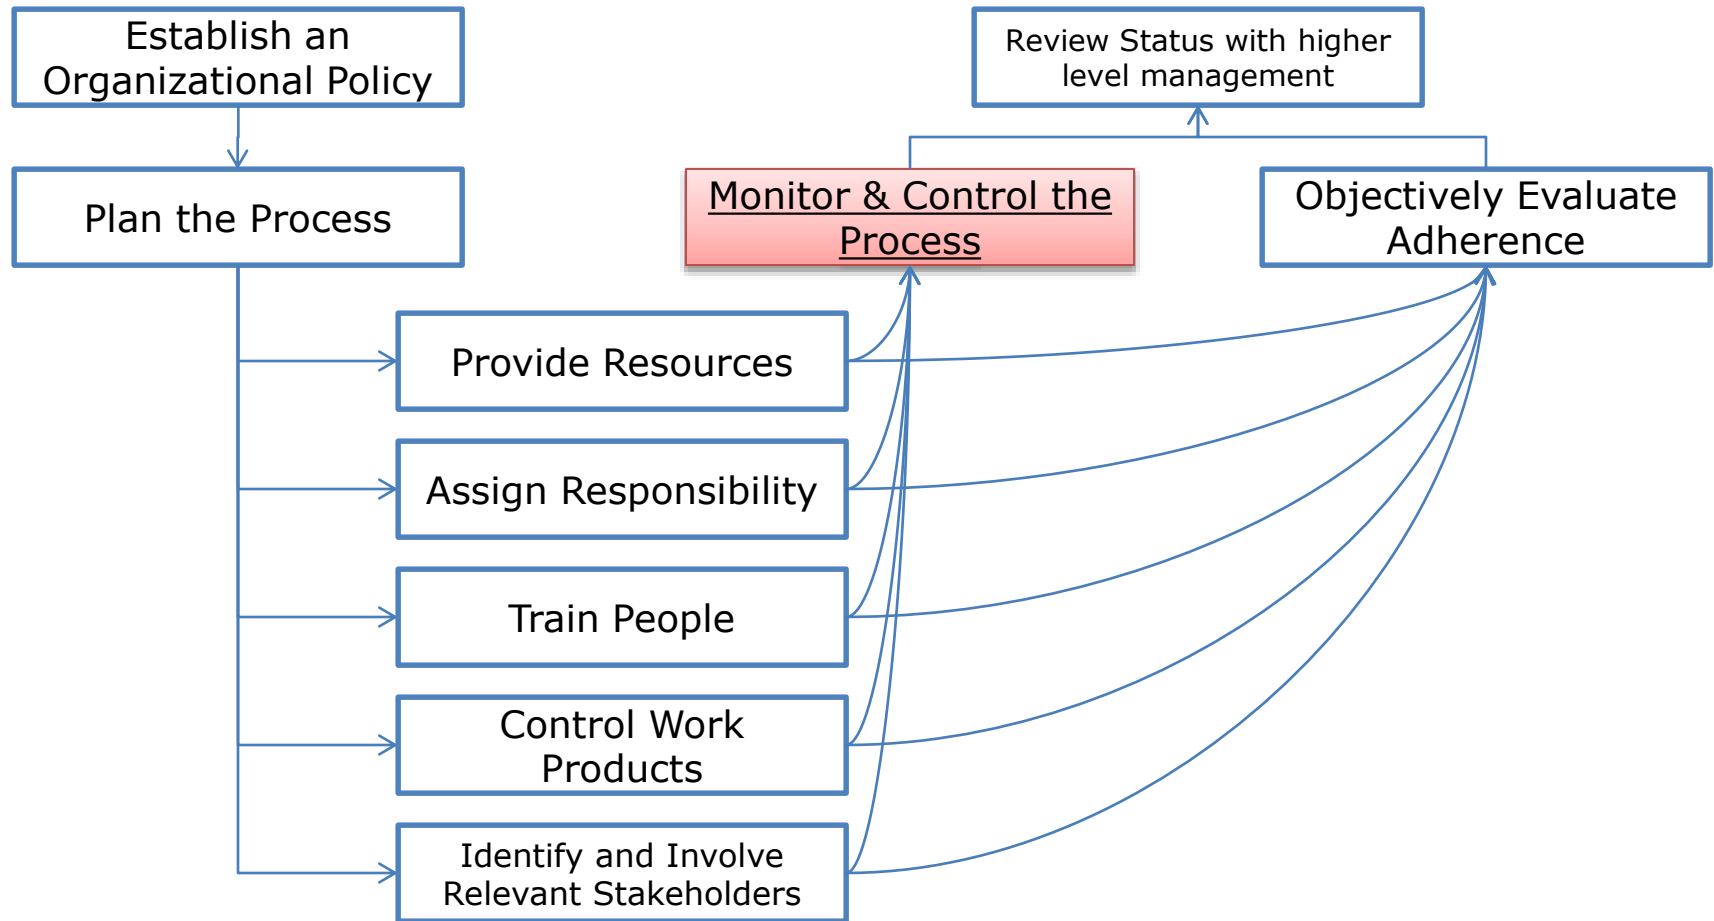 Establish an
Organizational Policy
Review Status with higher
level management
Plan the Process
Monitor & Control the
Process
Objectively Evaluate
Adherence
Provide Resources
Assign Responsibility
Train People
Control Work
Products
Identify and Involve
Relevant Stakeholders